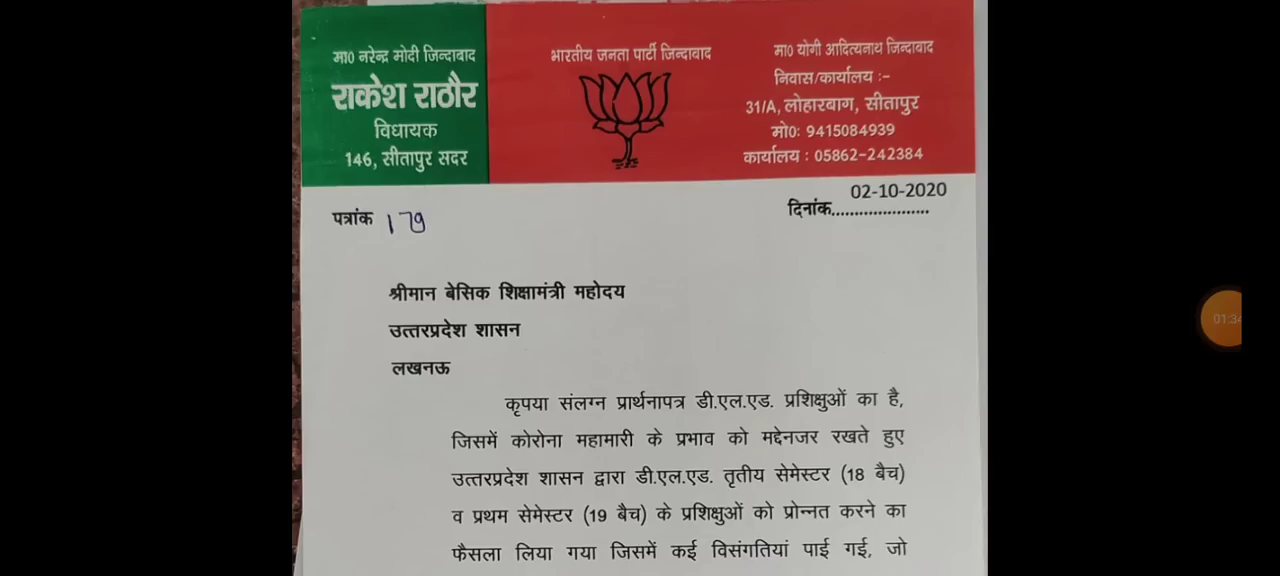 मा0 नरेन्द्र मोदी जिन्दाबाद
राकेश राठौर
विधायक
146, सीतापुर सदर
भारतीय जनता पार्टी जिन्दाबाद
मा0 योगी आदित्यनाथ जिन्दाबाद
निवास/कार्यालय :-
31/A, लोहारबाग, सीतापुर
मो0: 9415084939
कार्यालय : 05862-242384
पत्रांक 179
02-10-2020
दिनांक......................
श्रीमान बेसिक शिक्षामंत्री महोदय
उत्तरप्रदेश शासन
लखनऊ
कृपया संलग्न प्रार्थनापत्र डी.एल.एड. प्रशिक्षुओं का है,
जिसमें कोरोना महामारी के प्रभाव को मद्देनजर रखते हुए
उत्तरप्रदेश शासन द्वारा डी.एल.एड. तृतीय सेमेस्टर (18 बैच)
व प्रथम सेमेस्टर (19 बैच) के प्रशिक्षुओं को प्रोन्नत करने का
फैसला लिया गया जिसमें कई विसंगतियां पाई गई, जो
01:34